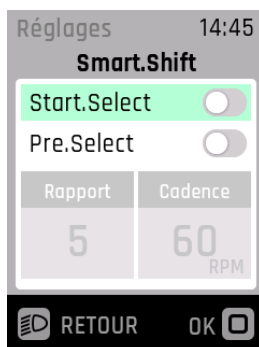 Réglages 14:45
Smart.Shift
Start.Select
Pre.Select
Rapport Cadence
5 60
RPM
RETOUR OK